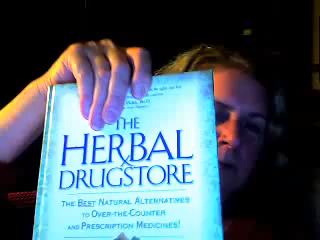 THE
HERBAL
DRUGSTORE
THE BEST NATURAL ALTERNATIVES
TO OVER-THE-COUNTER
AND PRESCRIPTION MEDICINES!